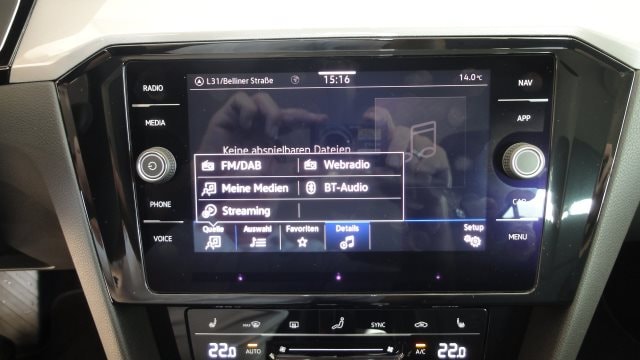 L31/Belliner Straße 15:16 14.0°C
RADIO
NAV
MEDIA
APP
Keine abspielbaren Dateien
FM/DAB Webradio
Meine Medien BT-Audio
Streaming
PHONE
CAR
Quelle Auswahl Favoriten Details Setup
VOICE
MENU
MAX SYNC
22.0 AUTO A/C 22.0